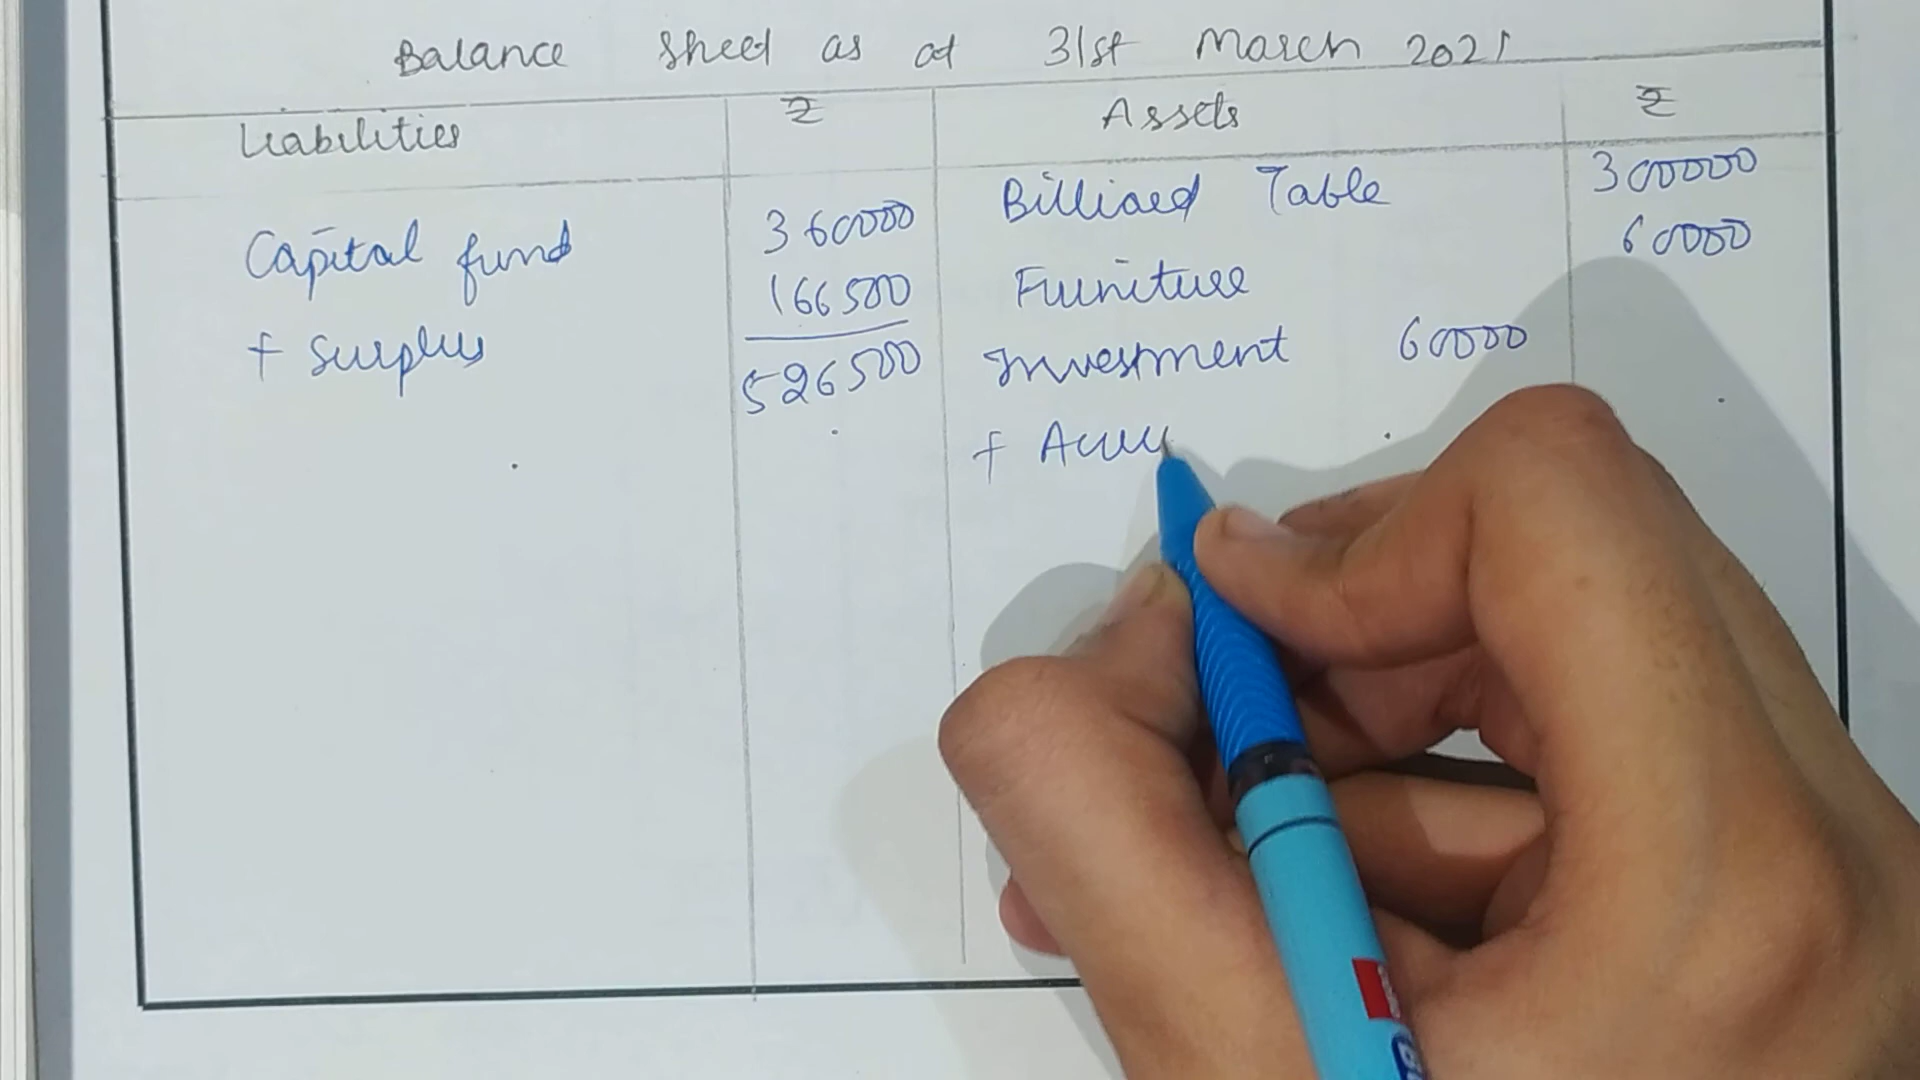 Balance Sheet as at 31st March 2021
Liabilities ₹ Assets ₹
Capital fund 360000 Billiard Table 300000
+ Surplus 166500 Furniture 60000
526500 Investment 60000
+ Accru